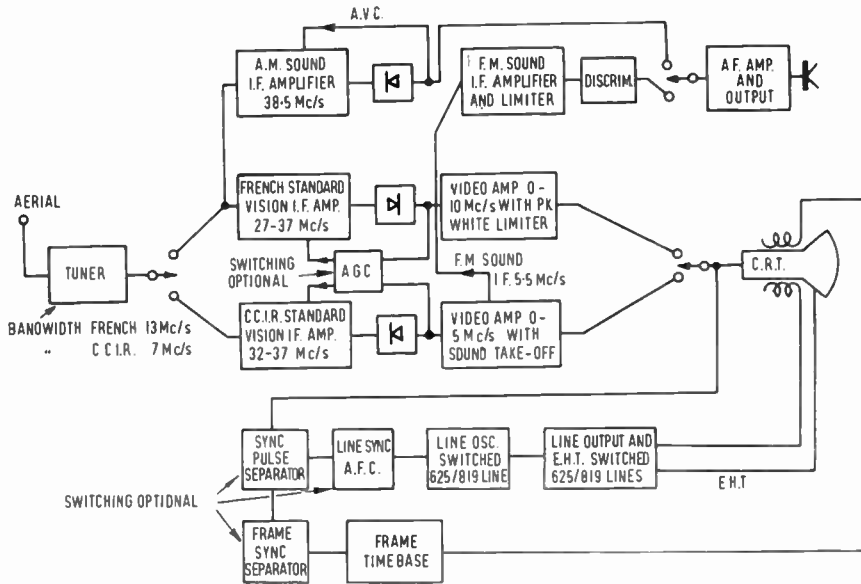 A.V.C.
A.M. SOUND
I.F. AMPLIFIER
38·5 Mc/s
F.M. SOUND
I.F. AMPLIFIER
AND LIMITER
DISCRIM.
A.F. AMP.
AND
OUTPUT
AERIAL
TUNER
BANOWIDTH FRENCH 13Mc/s
" C C I.R. 7 Mc/s
FRENCH STANDARD
VISION I.F. AMP.
27-37 Mc/s
SWITCHING
OPTIONAL
A G C
C C.I.R. STANDARD
VISION I.F. AMP.
32-37 Mc/s
VIDEO AMP 0-
10 Mc/s WITH PK
WHITE LIMITER
F.M SOUND
I F. 5·5 Mc/s
VIDEO AMP 0-
5 Mc/s WITH
SOUND TAKE-OFF
C.R.T.
SYNC
PULSE
SEPARATOR
LINE SYNC
A.F.C.
LINE OSC.
SWITCHED
625/819 LINE
LINE OUTPUT AND
E.H.T. SWITCHED
625/819 LINES
E.H.T
SWITCHING OPTIONAL
FRAME
SYNC
SEPARATOR
FRAME
TIMEBASE